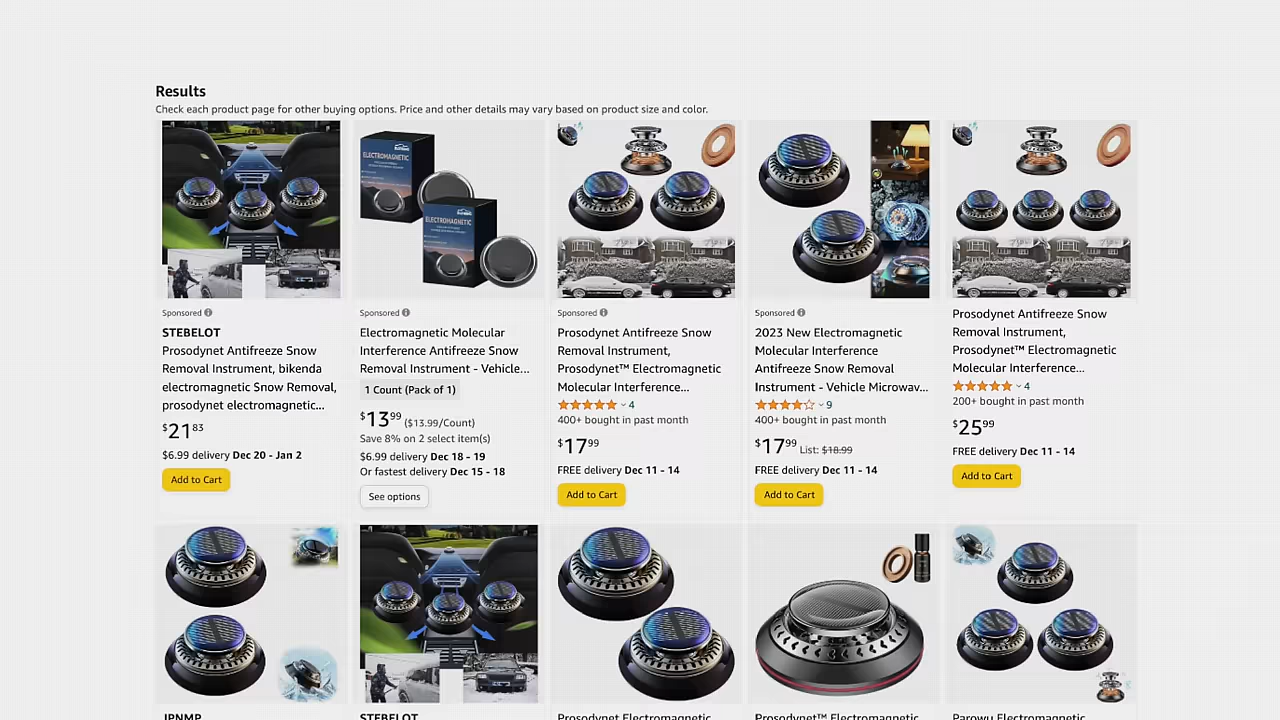 Results
Check each product page for other buying options. Price and other details may vary based on product size and color.
ELECTROMAGNETIC
ELECTROMAGNETIC
Sponsored
STEBELOT
Prosodynet Antifreeze Snow
Removal Instrument, bikenda
electromagnetic Snow Removal,
prosodynet electromagnetic...
$21 83
$6.99 delivery Dec 20 - Jan 2
Add to Cart
Sponsored
Electromagnetic Molecular
Interference Antifreeze Snow
Removal Instrument - Vehicle...
1 Count (Pack of 1)
$13 99 ($13.99/Count)
Save 8% on 2 select item(s)
$6.99 delivery Dec 18 - 19
Or fastest delivery Dec 15 - 18
See options
Sponsored
Prosodynet Antifreeze Snow
Removal Instrument,
Prosodynet™ Electromagnetic
Molecular Interference...
4
400+ bought in past month
$17 99
FREE delivery Dec 11 - 14
Add to Cart
Sponsored
2023 New Electromagnetic
Molecular Interference
Antifreeze Snow Removal
Instrument - Vehicle Microwav...
9
400+ bought in past month
$17 99 List: $18.99
FREE delivery Dec 11 - 14
Add to Cart
Prosodynet Antifreeze Snow
Removal Instrument,
Prosodynet™ Electromagnetic
Molecular Interference...
4
200+ bought in past month
$25 99
FREE delivery Dec 11 - 14
Add to Cart
JPNMP
STEBELOT
Prosodynet Electromagnetic
Prosodynet™ Electromagnetic
Parowu Electromagnetic